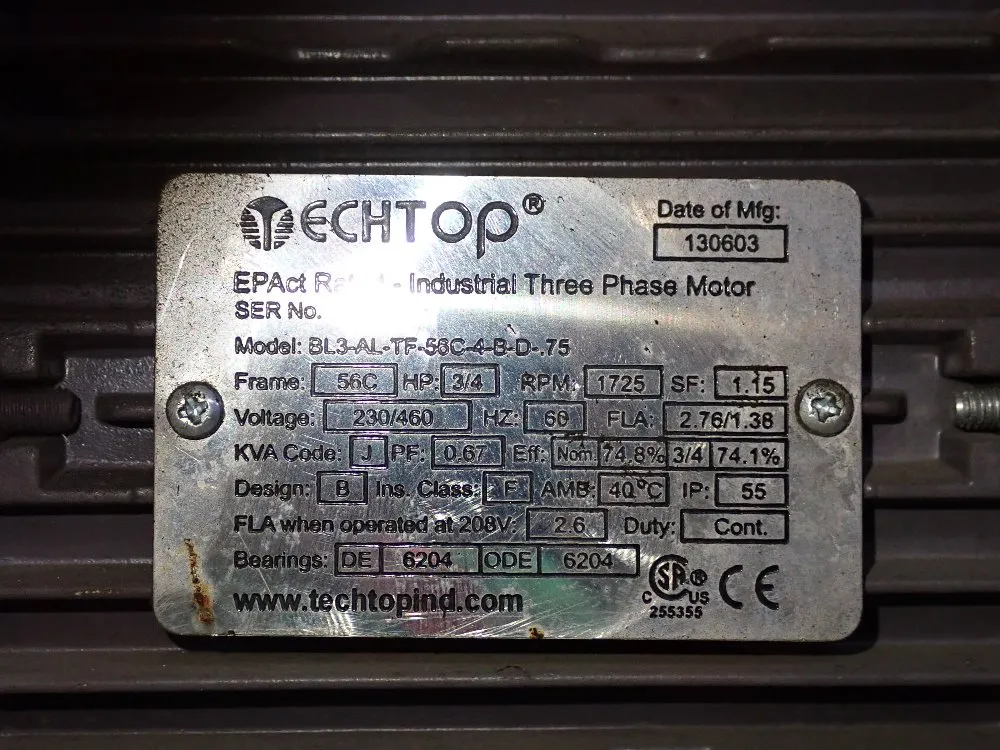 TECHTOP®
Date of Mfg:
130603
EPAct Rated - Industrial Three Phase Motor
SER No.
Model: BL3-AL-TF-56C-4-B-D-.75
Frame: 56C HP: 3/4 RPM: 1725 SF: 1.15
Voltage: 230/460 HZ: 60 FLA: 2.76/1.38
KVA Code: J PF: 0.67 Eff: Nom. 74.8% 3/4 74.1%
Design: B Ins. Class: F AMB: 40°C IP: 55
FLA when operated at 208V: 2.6 Duty: Cont.
Bearings: DE 6204 ODE 6204
www.techtopind.com
C SA® US CE
255355